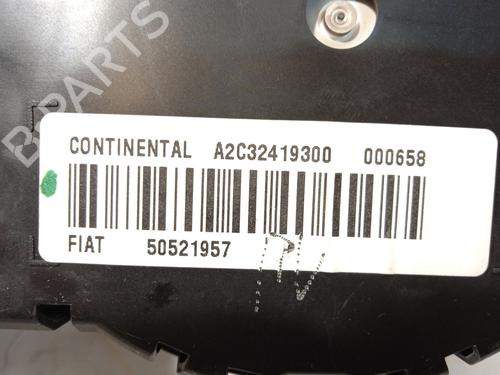 B-PARTS
CONTINENTAL A2C32419300 000658
FIAT 50521957